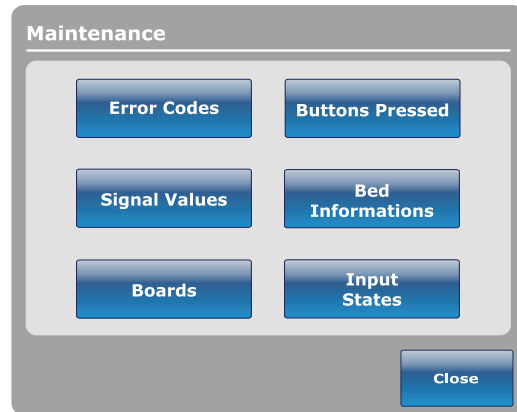 Maintenance
Error Codes
Buttons Pressed
Signal Values
Bed
Informations
Boards
Input
States
Close